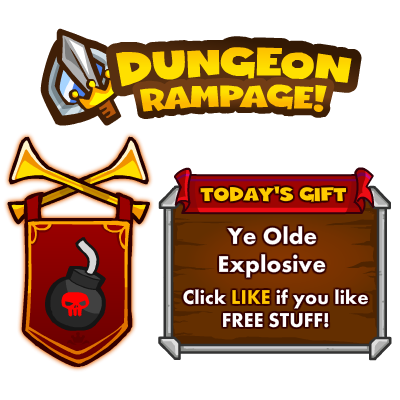 DUNGEON
RAMPAGE!
TODAY'S GIFT
Ye Olde
Explosive
Click LIKE if you like
FREE STUFF!